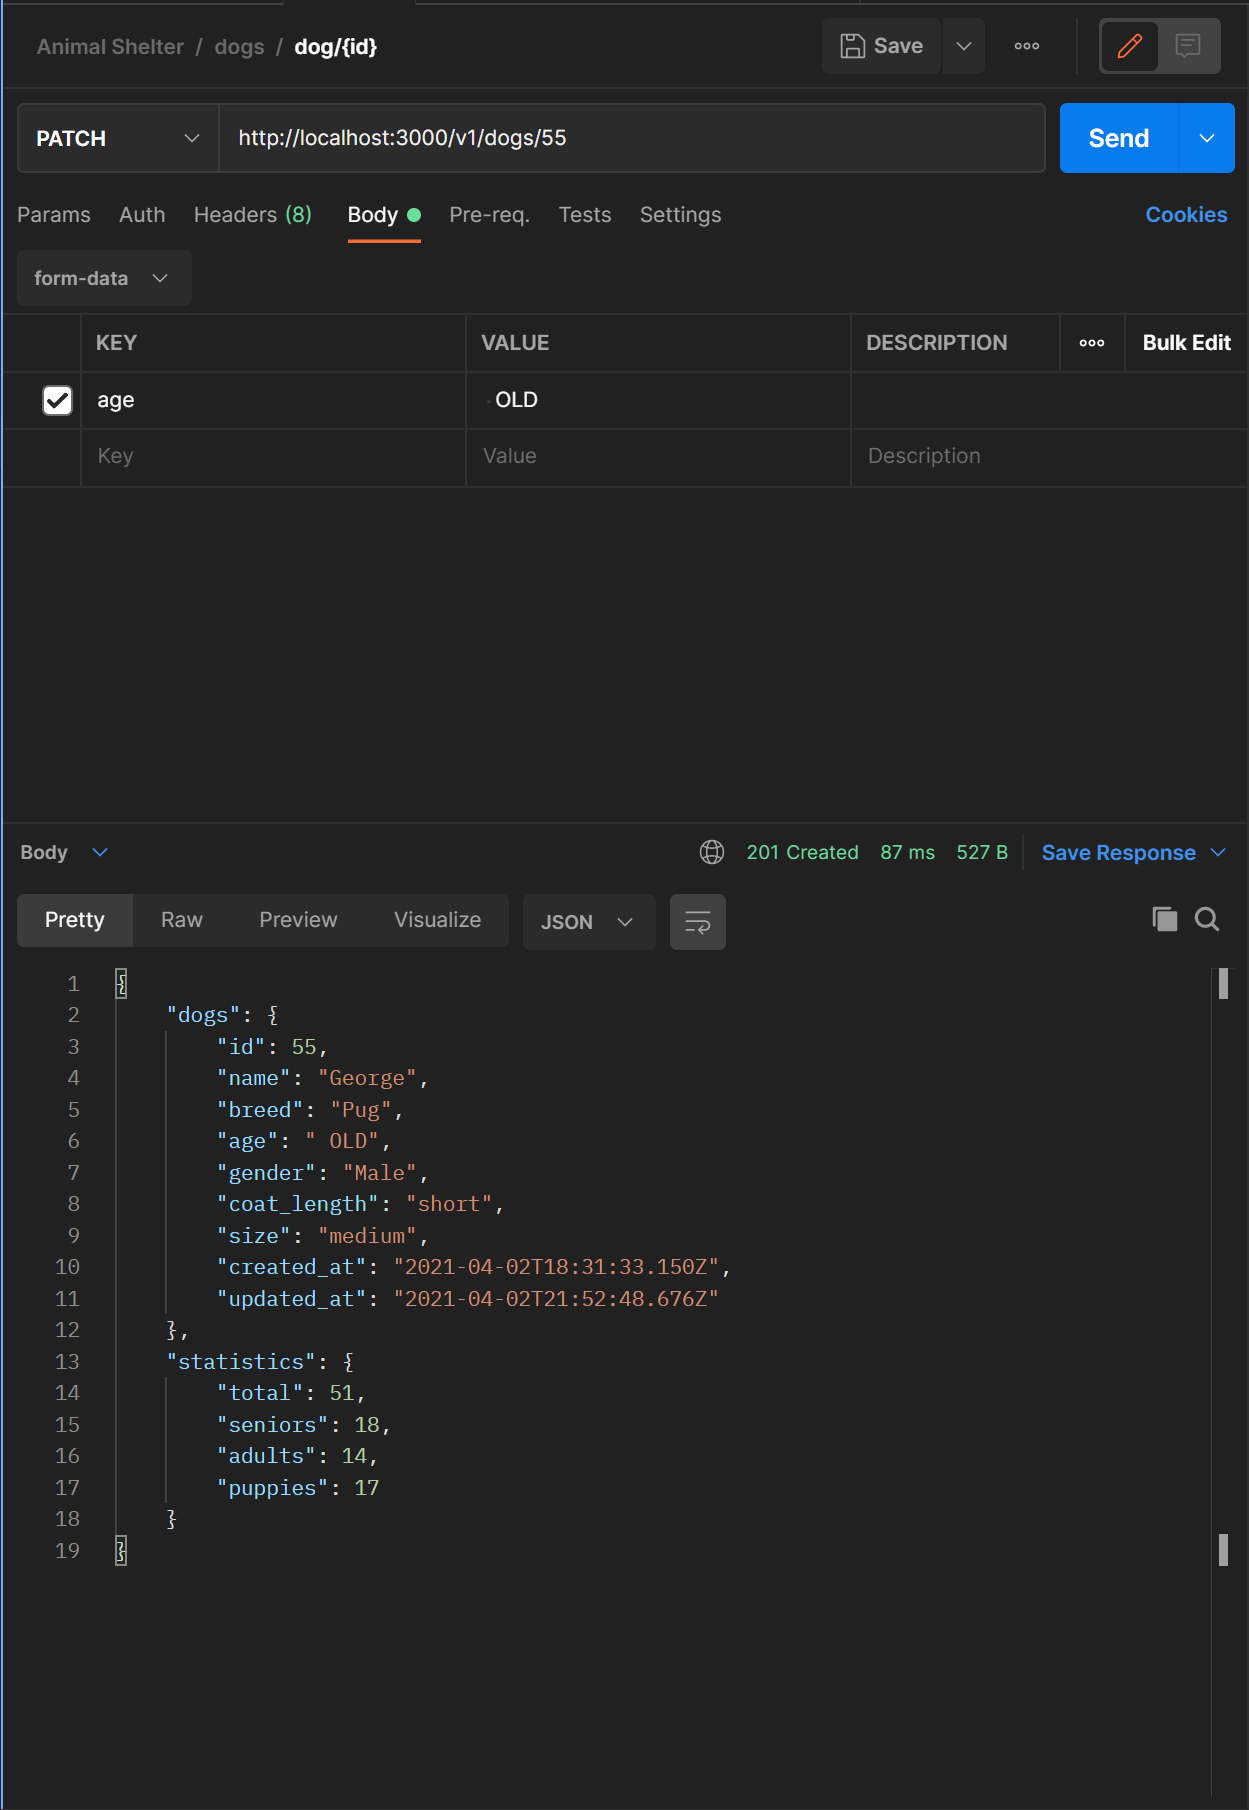 Animal Shelter / dogs / dog/{id}
Save
PATCH
http://localhost:3000/v1/dogs/55
Send
Params Auth Headers (8) Body Pre-req. Tests Settings Cookies
form-data
KEY VALUE DESCRIPTION Bulk Edit
age OLD
Key Value Description
Body 201 Created 87 ms 527 B Save Response
Pretty Raw Preview Visualize JSON
1 {
2 "dogs": {
3 "id": 55,
4 "name": "George",
5 "breed": "Pug",
6 "age": " OLD",
7 "gender": "Male",
8 "coat_length": "short",
9 "size": "medium",
10 "created_at": "2021-04-02T18:31:33.150Z",
11 "updated_at": "2021-04-02T21:52:48.676Z"
12 },
13 "statistics": {
14 "total": 51,
15 "seniors": 18,
16 "adults": 14,
17 "puppies": 17
18 }
19 }